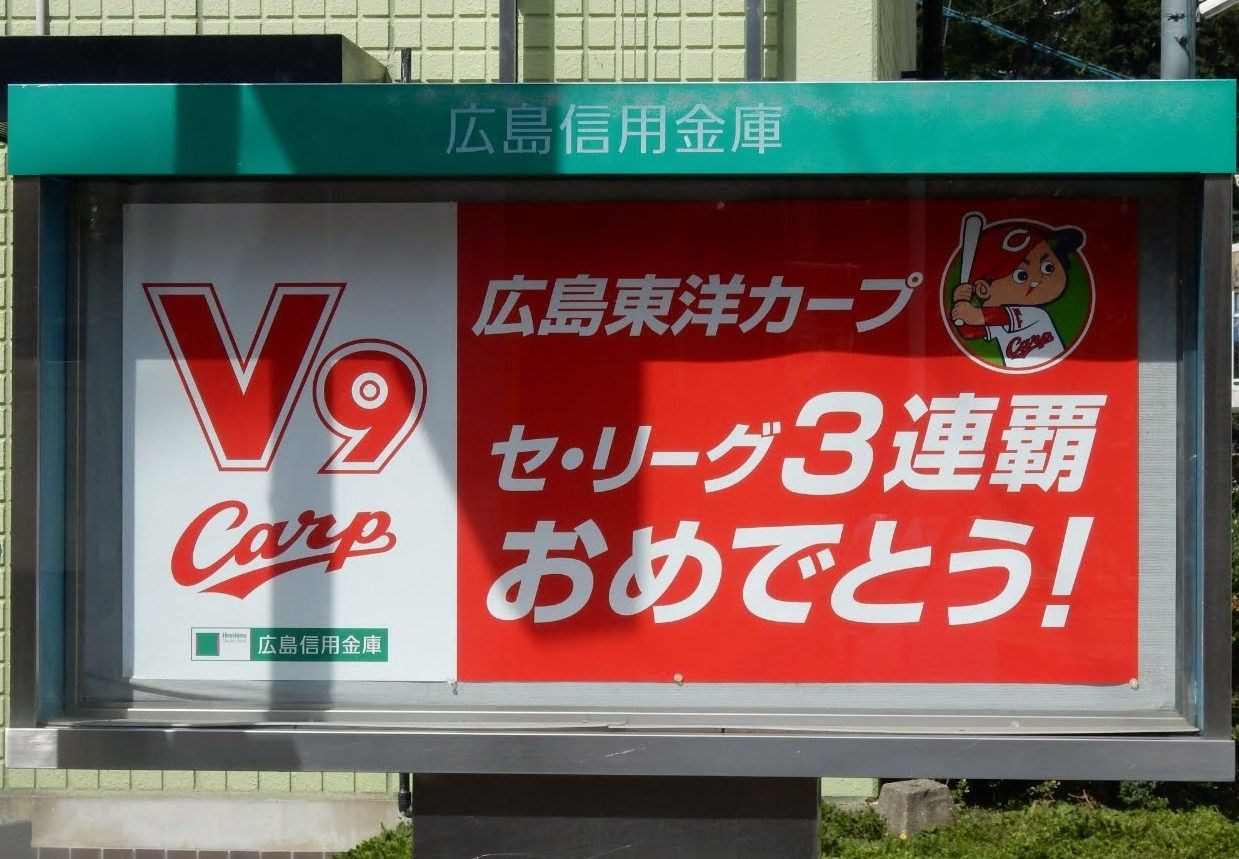 広島信用金庫
V9
Carp
Hiroshima
広島信用金庫
広島東洋カープ
Carp
セ・リーグ3連覇
おめでとう!